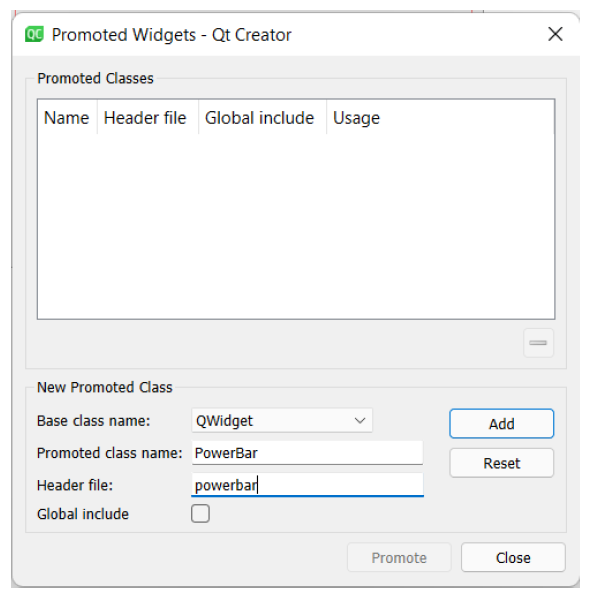 QC Promoted Widgets - Qt Creator
Promoted Classes
Name Header file Global include Usage
New Promoted Class
Base class name: QWidget Add
Promoted class name: PowerBar
Reset
Header file: powerbar
Global include
Promote Close